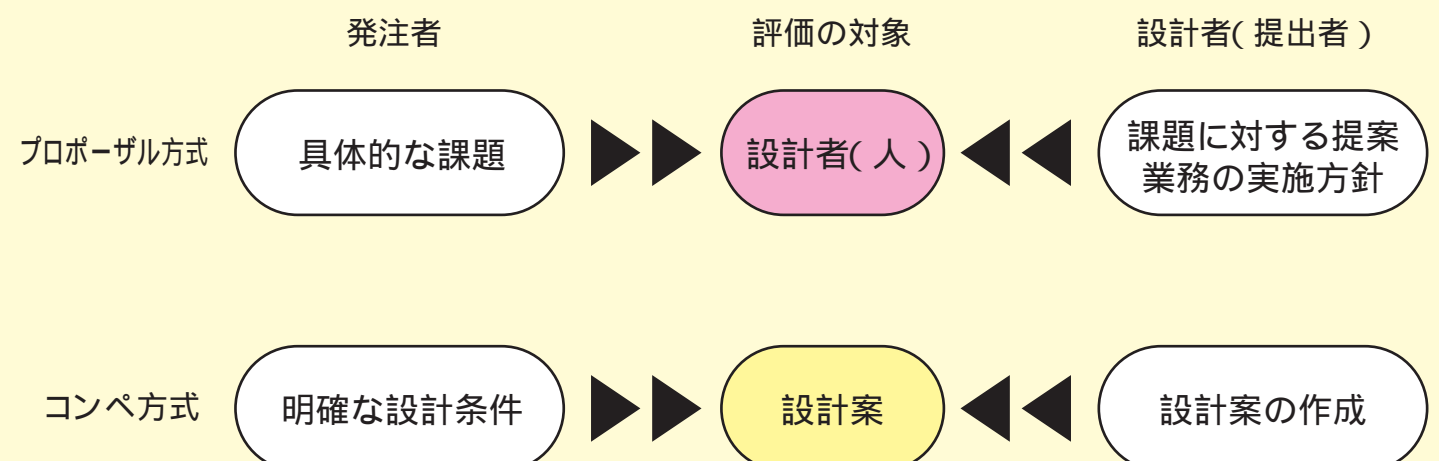 発注者 評価の対象 設計者(提出者)
課題に対する提案
プロポーザル方式 具体的な課題 設計者(人)
業務の実施方針
コンペ方式 明確な設計条件 設計案 設計案の作成